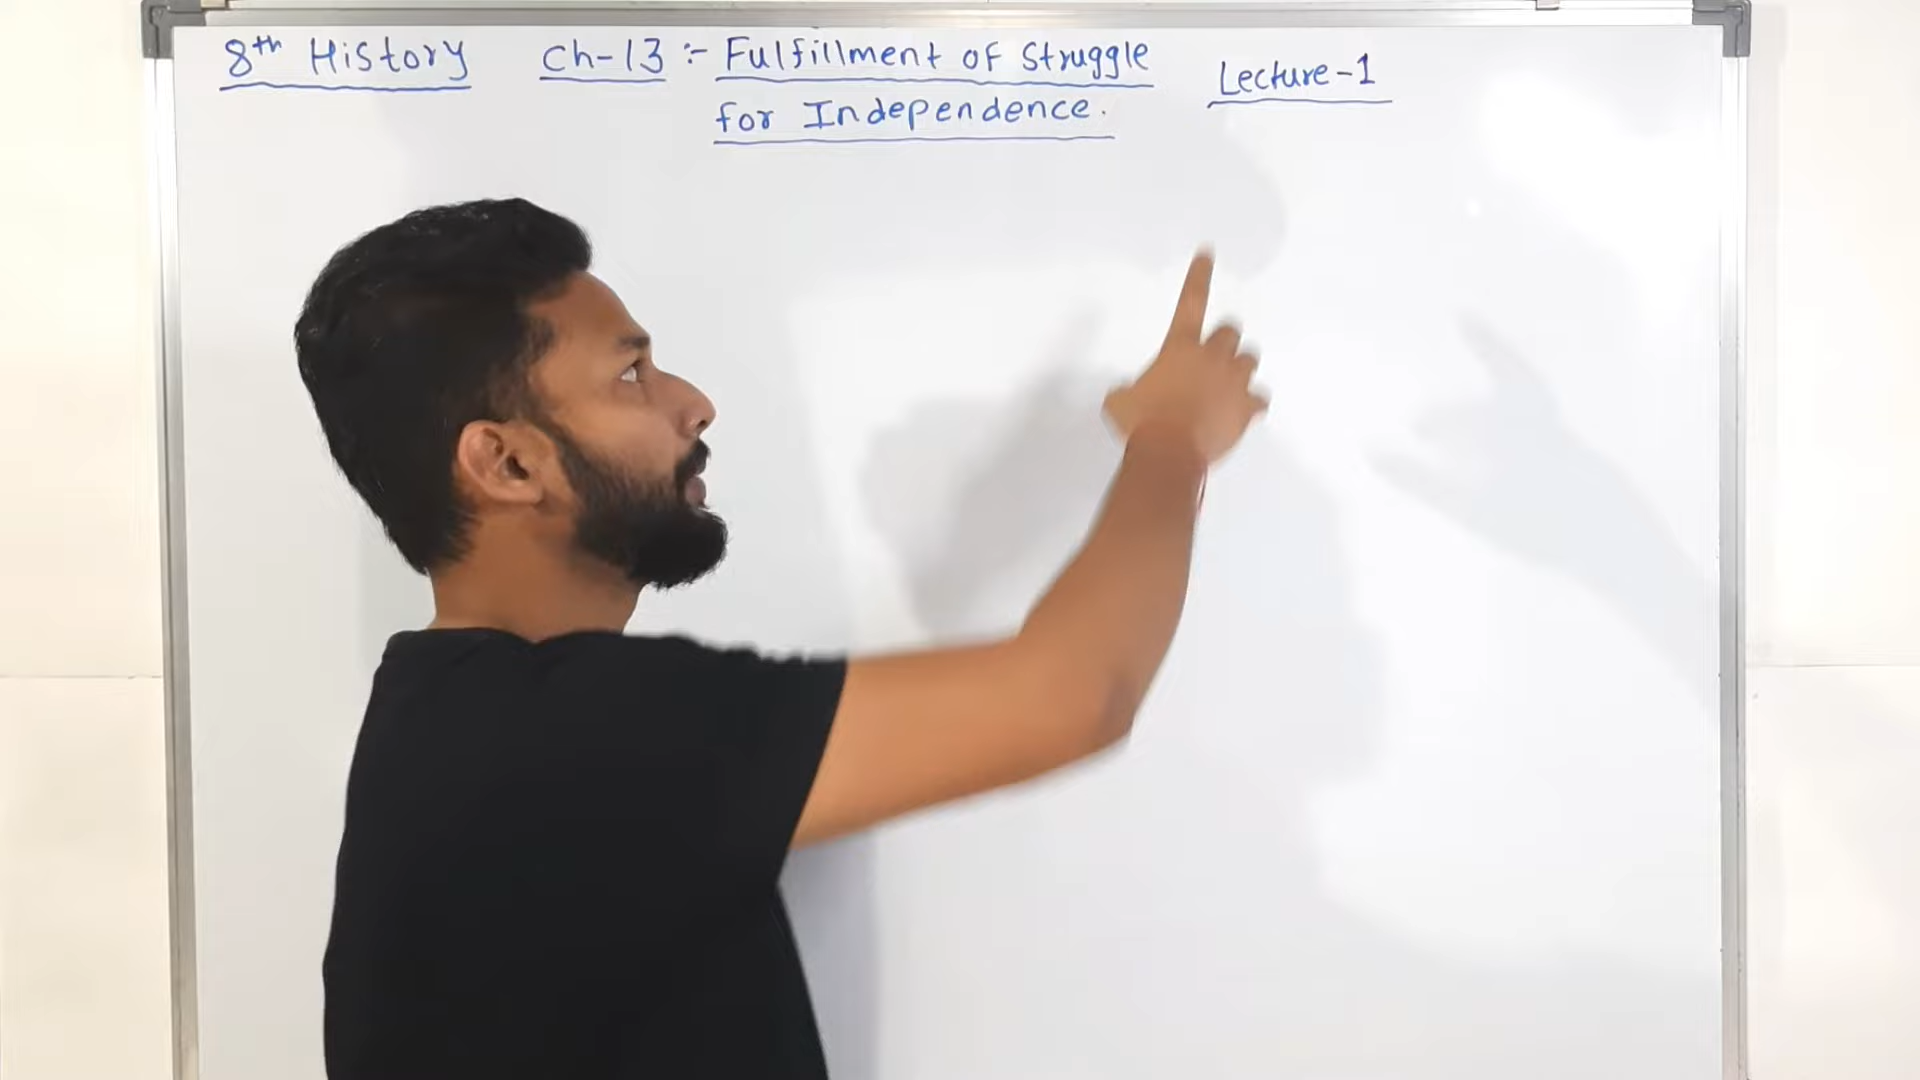 8th History ch-13 :- Fulfillment of Struggle
for Independence.
Lecture-1